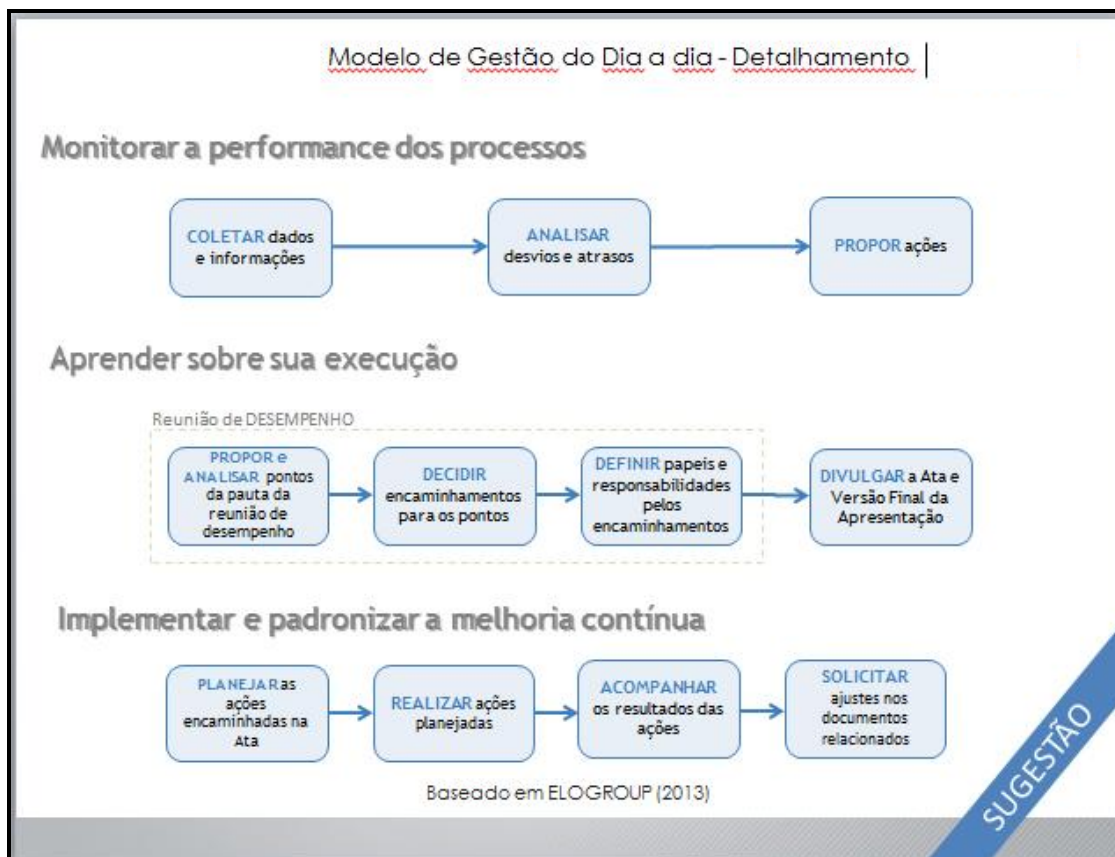 Modelo de Gestão do Dia a dia - Detalhamento
Monitorar a performance dos processos
COLETAR dados
e informações
ANALISAR
desvios e atrasos
PROPOR ações
Aprender sobre sua execução
Reunião de DESEMPENHO
PROPOR e
ANALISAR pontos
da pauta da
reunião de
desempenho
DECIDIR
encaminhamentos
para os pontos
DEFINIR papeis e
responsabilidades
pelos
encaminhamentos
DIVULGAR a Ata e
Versão Final da
Apresentação
Implementar e padronizar a melhoria contínua
PLANEJAR as
ações
encaminhadas na
Ata
REALIZAR ações
planejadas
ACOMPANHAR
os resultados das
ações
SOLICITAR
ajustes nos
documentos
relacionados
SUGESTÃO
Baseado em ELOGROUP (2013)